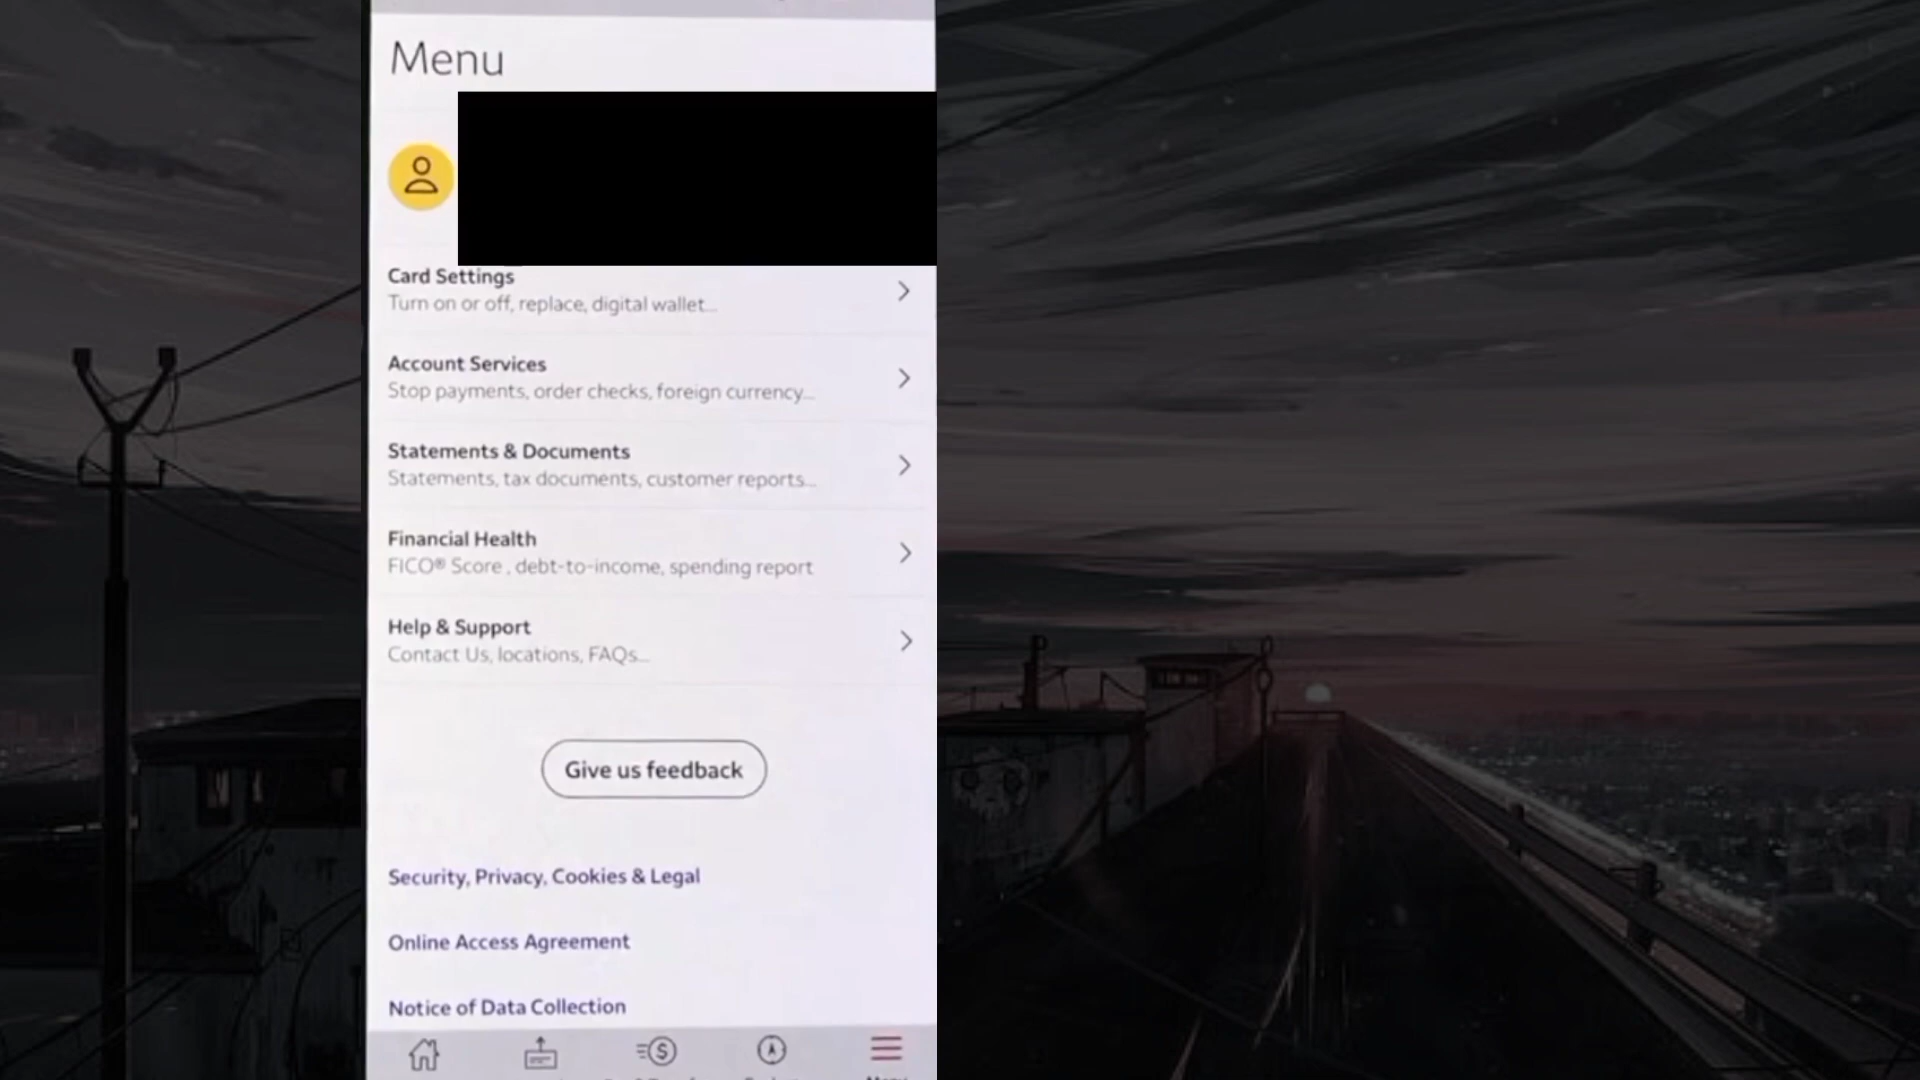 Menu
Card Settings
Turn on or off, replace, digital wallet...
Account Services
Stop payments, order checks, foreign currency...
Statements & Documents
Statements, tax documents, customer reports...
Financial Health
FICO® Score , debt-to-income, spending report
Help & Support
Contact Us, locations, FAQs...
Give us feedback
Security, Privacy, Cookies & Legal
Online Access Agreement
Notice of Data Collection